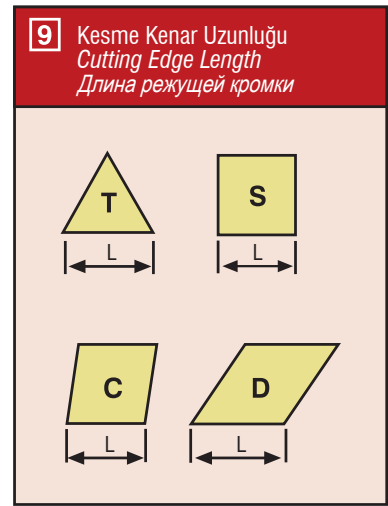 9 Kesme Kenar Uzunluğu
Cutting Edge Length
Длина режущей кромки
T S
L L
C D
L L